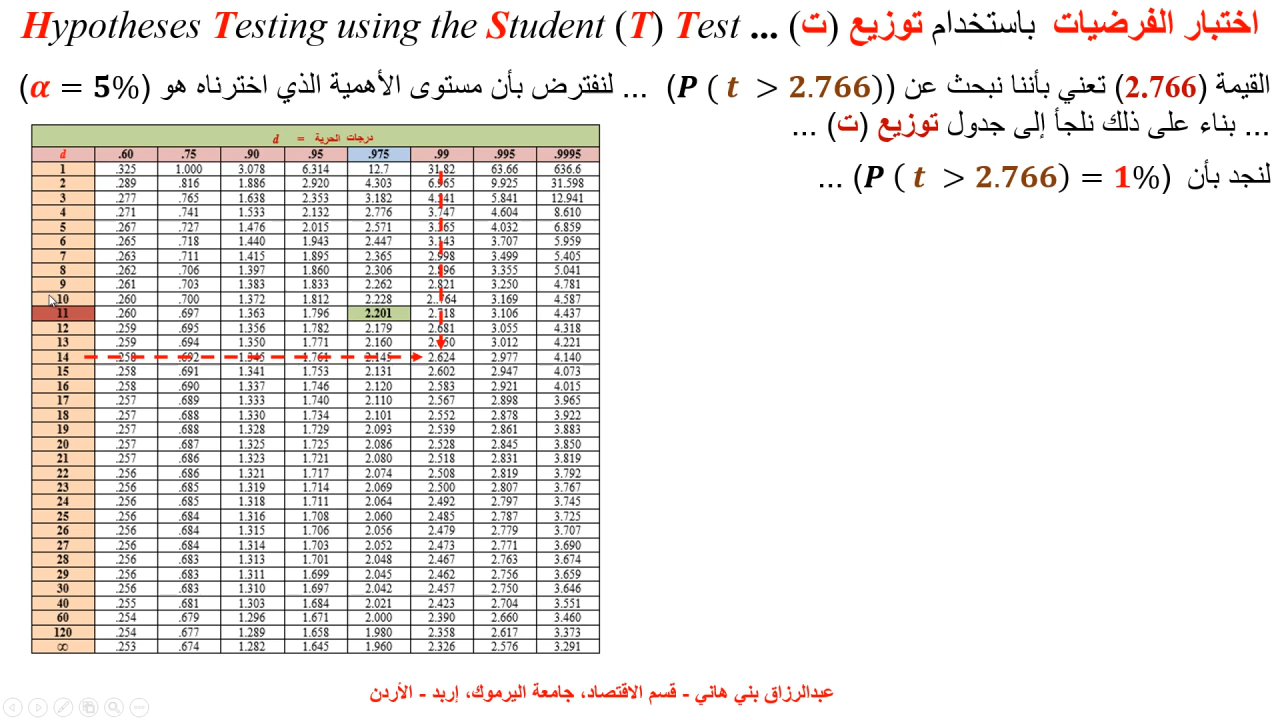 Hypotheses Testing using the Student (T) Test ... اختبار الفرضيات باستخدام توزيع (ت)
القيمة (2.766) تعني بأننا نبحث عن (P ( t > 2.766)) ... لنفترض بأن مستوى الأهمية الذي اخترناه هو (α = 5%)
... بناء على ذلك نلجأ إلى جدول توزيع (ت) ...
لنجد بأن (P ( t > 2.766) = 1%) ...
درجات الحرية = d
d .60 .75 .90 .95 .975 .99 .995 .9995
1 .325 1.000 3.078 6.314 12.7 31.82 63.66 636.6
2 .289 .816 1.886 2.920 4.303 6.965 9.925 31.598
3 .277 .765 1.638 2.353 3.182 4.541 5.841 12.941
4 .271 .741 1.533 2.132 2.776 3.747 4.604 8.610
5 .267 .727 1.476 2.015 2.571 3.365 4.032 6.859
6 .265 .718 1.440 1.943 2.447 3.143 3.707 5.959
7 .263 .711 1.415 1.895 2.365 2.998 3.499 5.405
8 .262 .706 1.397 1.860 2.306 2.896 3.355 5.041
9 .261 .703 1.383 1.833 2.262 2.821 3.250 4.781
10 .260 .700 1.372 1.812 2.228 2.764 3.169 4.587
11 .260 .697 1.363 1.796 2.201 2.718 3.106 4.437
12 .259 .695 1.356 1.782 2.179 2.681 3.055 4.318
13 .259 .694 1.350 1.771 2.160 2.650 3.012 4.221
14 .258 .692 1.345 1.761 2.145 2.624 2.977 4.140
15 .258 .691 1.341 1.753 2.131 2.602 2.947 4.073
16 .258 .690 1.337 1.746 2.120 2.583 2.921 4.015
17 .257 .689 1.333 1.740 2.110 2.567 2.898 3.965
18 .257 .688 1.330 1.734 2.101 2.552 2.878 3.922
19 .257 .688 1.328 1.729 2.093 2.539 2.861 3.883
20 .257 .687 1.325 1.725 2.086 2.528 2.845 3.850
21 .257 .686 1.323 1.721 2.080 2.518 2.831 3.819
22 .256 .686 1.321 1.717 2.074 2.508 2.819 3.792
23 .256 .685 1.319 1.714 2.069 2.500 2.807 3.767
24 .256 .685 1.318 1.711 2.064 2.492 2.797 3.745
25 .256 .684 1.316 1.708 2.060 2.485 2.787 3.725
26 .256 .684 1.315 1.706 2.056 2.479 2.779 3.707
27 .256 .684 1.314 1.703 2.052 2.473 2.771 3.690
28 .256 .683 1.313 1.701 2.048 2.467 2.763 3.674
29 .256 .683 1.311 1.699 2.045 2.462 2.756 3.659
30 .256 .683 1.310 1.697 2.042 2.457 2.750 3.646
40 .255 .681 1.303 1.684 2.021 2.423 2.704 3.551
60 .254 .679 1.296 1.671 2.000 2.390 2.660 3.460
120 .254 .677 1.289 1.658 1.980 2.358 2.617 3.373
∞ .253 .674 1.282 1.645 1.960 2.326 2.576 3.291
عبدالرزاق بني هاني - قسم الاقتصاد، جامعة اليرموك، إربد - الأردن